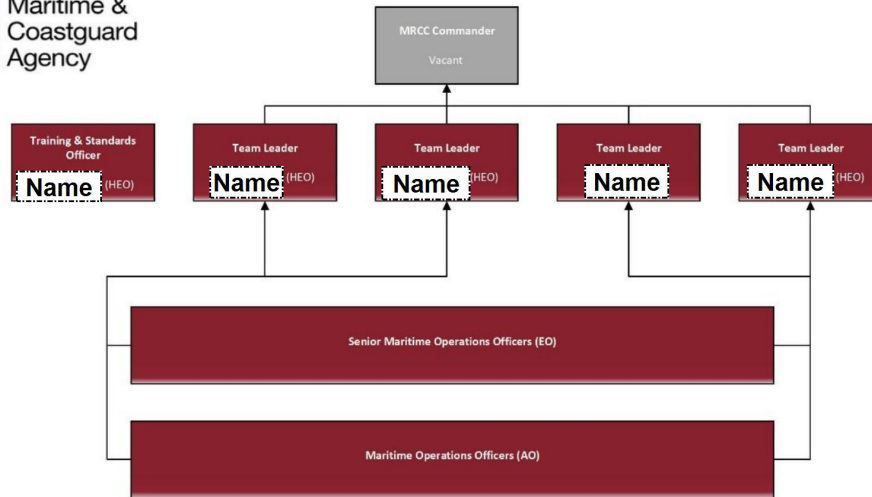 Maritime &
Coastguard
Agency
MRCC Commander
Vacant
Training & Standards
Officer
Name (HEO)
Team Leader
Name (HEO)
Team Leader
Name (HEO)
Team Leader
Name
Team Leader
Name (HEO)
Senior Maritime Operations Officers (EO)
Maritime Operations Officers (AO)